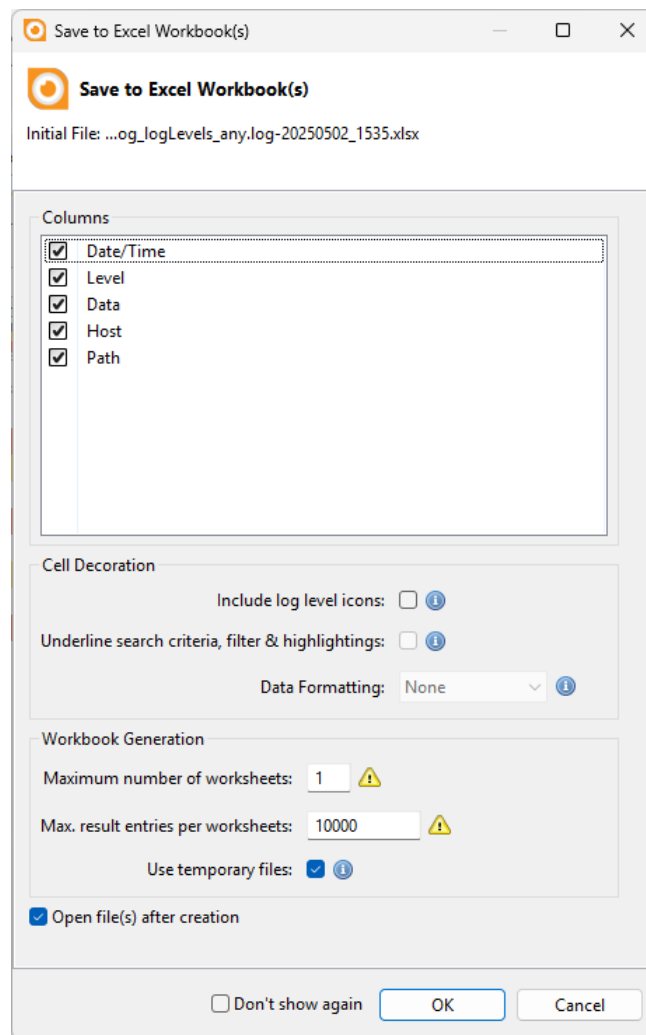 Save to Excel Workbook(s)
Save to Excel Workbook(s)
Initial File: ...og_logLevels_any.log-20250502_1535.xlsx
Columns
Date/Time
Level
Data
Host
Path
Cell Decoration
Include log level icons:
Underline search criteria, filter & highlightings:
Data Formatting: None
Workbook Generation
Maximum number of worksheets: 1
Max. result entries per worksheets: 10000
Use temporary files:
Open file(s) after creation
Don't show again OK Cancel